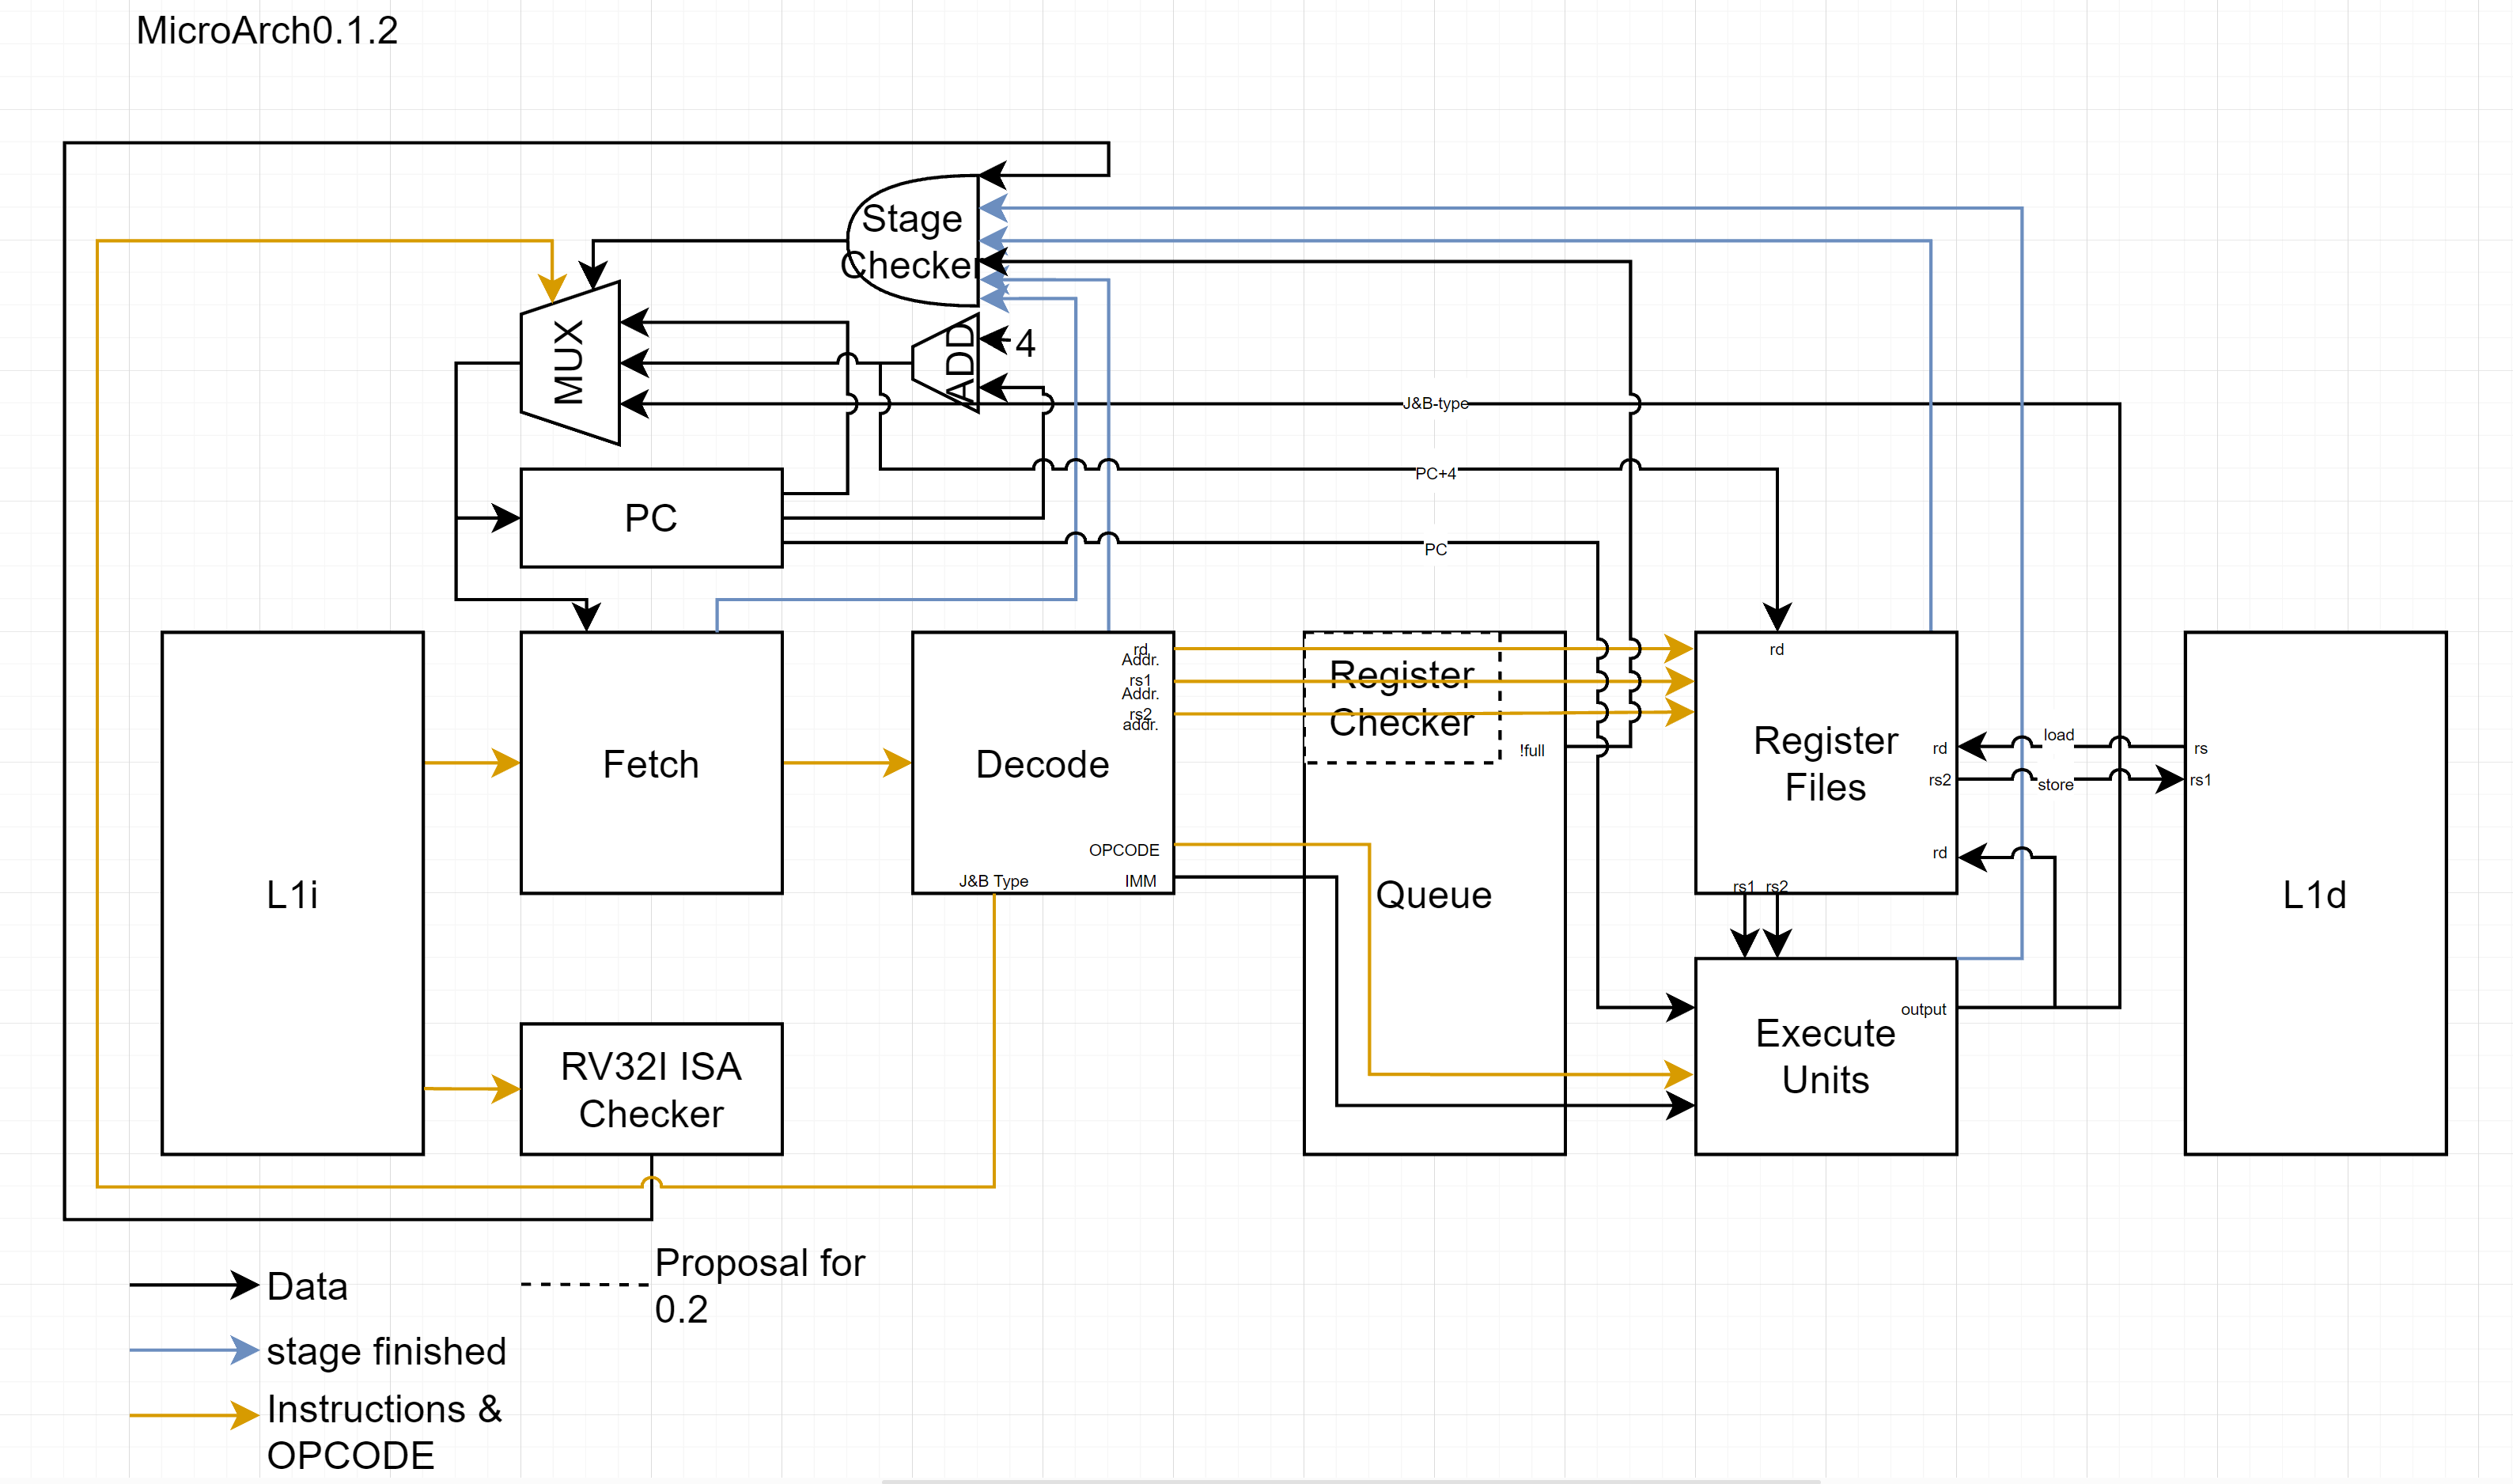 MicroArch0.1.2
Stage
Checker
MUX
ADD
4
J&B-type
PC+4
PC
PC
L1i
Fetch
Decode
rd
Addr.
rs1
Addr.
rs2
addr.
OPCODE
IMM
J&B Type
Register
Checker
!full
Queue
rd
Register
Files
rd
rs2
rd
rs1 rs2
load
store
rs
rs1
L1d
output
Execute
Units
RV32I ISA
Checker
Data
stage finished
Instructions &
OPCODE
Proposal for
0.2